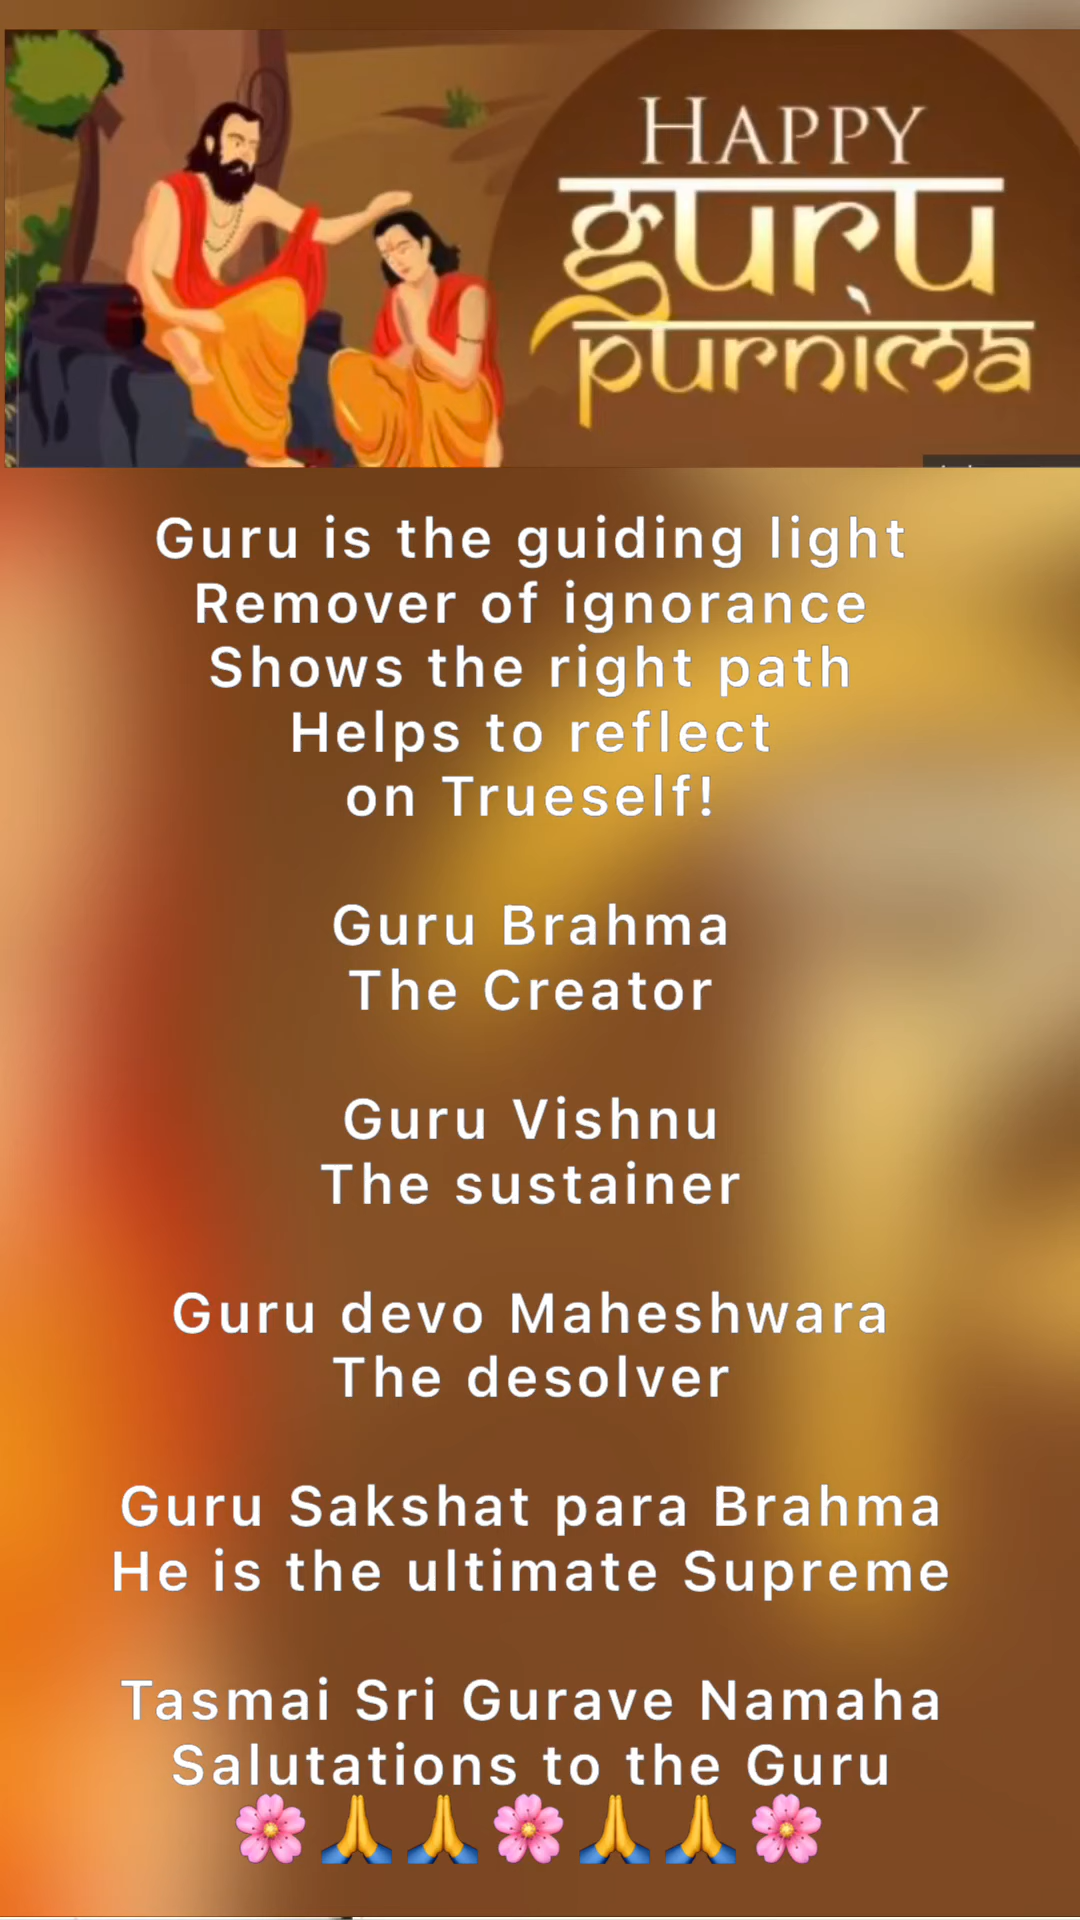 HAPPY
guru
purnima
Guru is the guiding light
Remover of ignorance
Shows the right path
Helps to reflect
on Trueself!
Guru Brahma
The Creator
Guru Vishnu
The sustainer
Guru devo Maheshwara
The desolver
Guru Sakshat para Brahma
He is the ultimate Supreme
Tasmai Sri Gurave Namaha
Salutations to the Guru
🌸🙏🙏🌸🙏🙏🌸